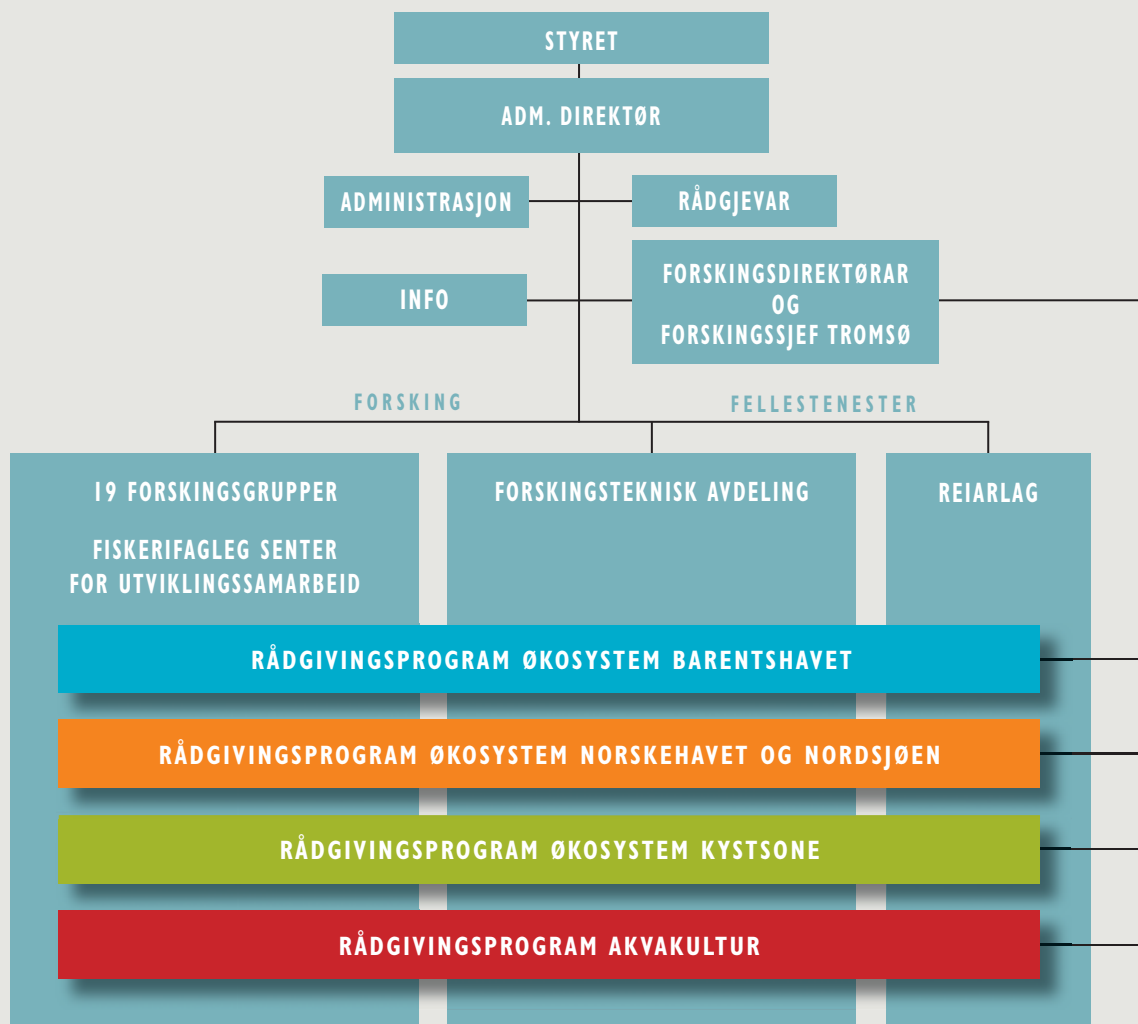 STYRET
ADM. DIREKTØR
ADMINISTRASJON
RÅDGJEVAR
INFO
FORSKINGSDIREKTØRAR
OG
FORSKINGSSJEF TROMSØ
FORSKING
FELLESTENESTER
19 FORSKINGSGRUPPER
FISKERIFAGLEG SENTER
FOR UTVIKLINGSSAMARBEID
FORSKINGSTEKNISK AVDELING
REIARLAG
RÅDGIVINGSPROGRAM ØKOSYSTEM BARENTSHAVET
RÅDGIVINGSPROGRAM ØKOSYSTEM NORSKEHAVET OG NORDSJØEN
RÅDGIVINGSPROGRAM ØKOSYSTEM KYSTSONE
RÅDGIVINGSPROGRAM AKVAKULTUR